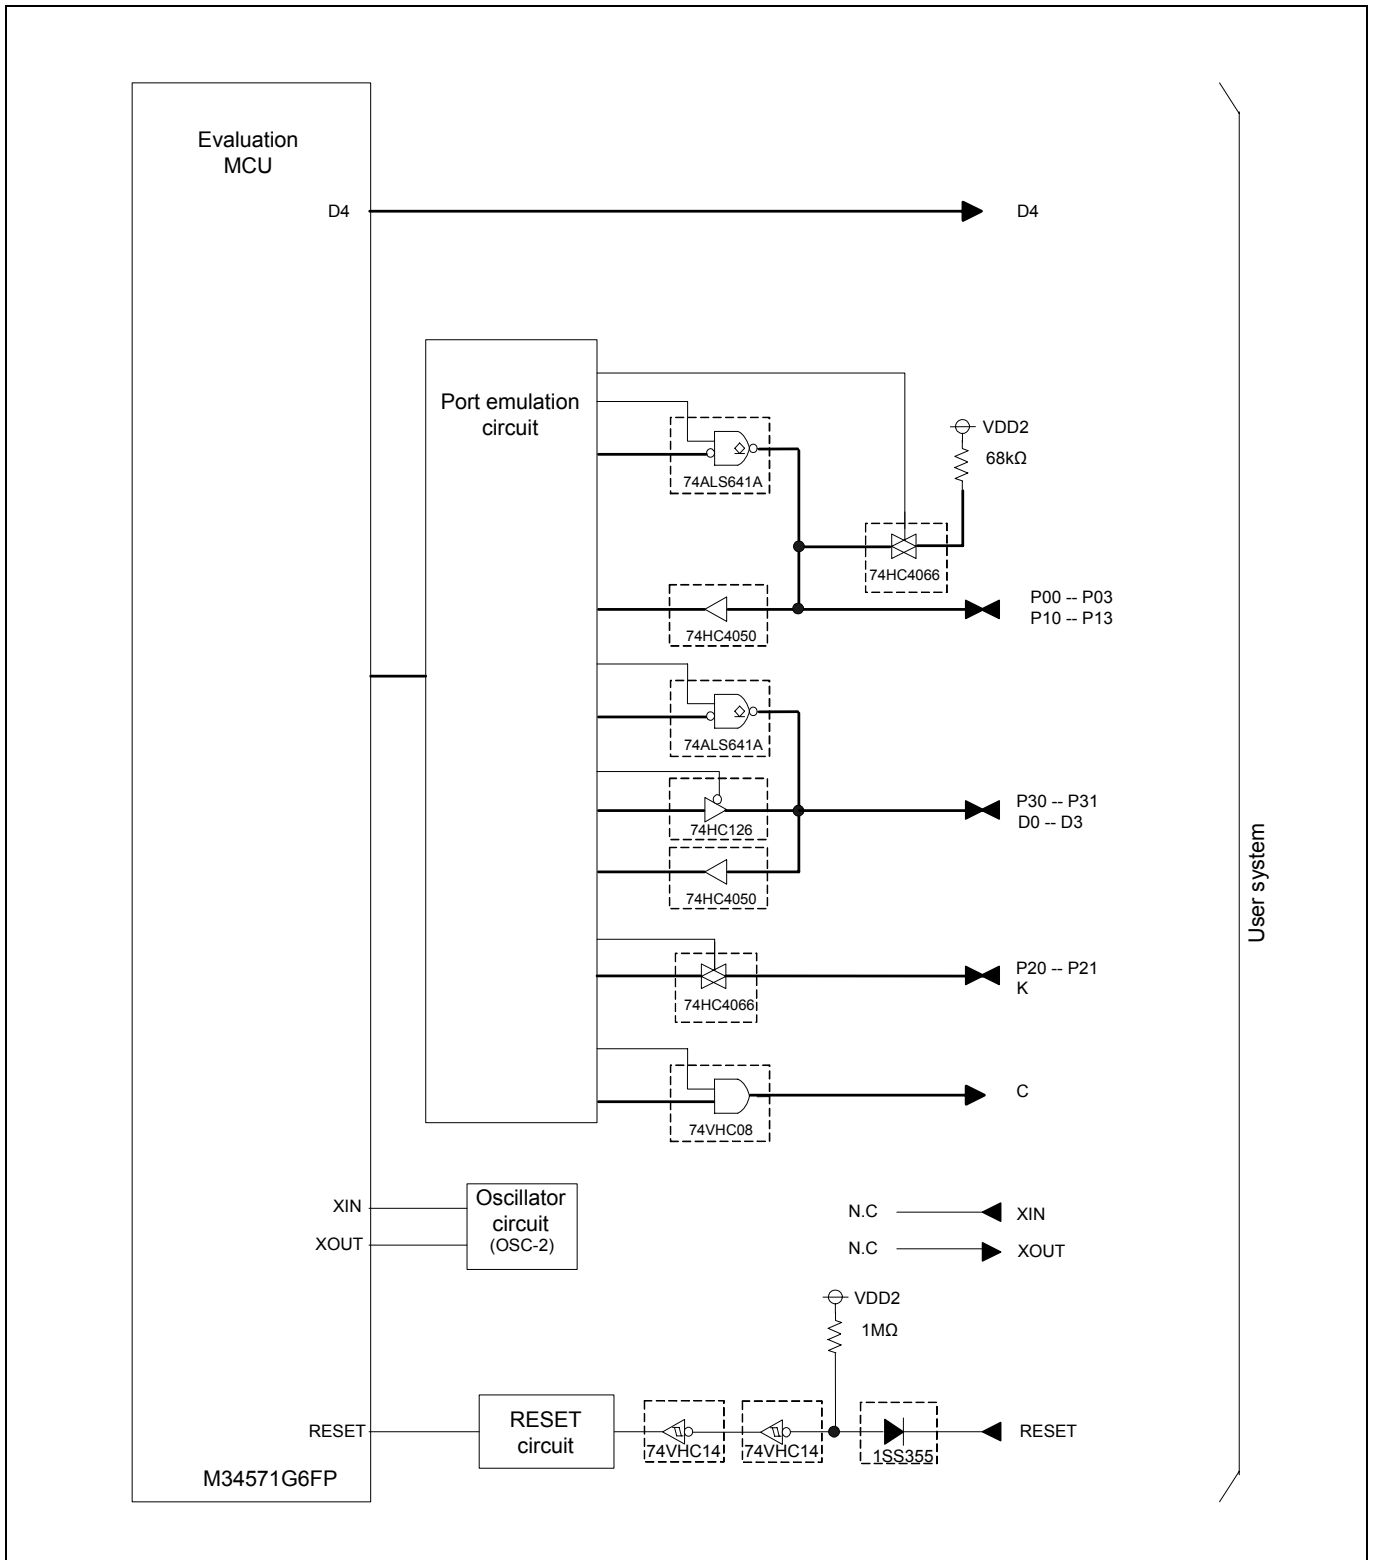 Evaluation
MCU
D4
D4
Port emulation
circuit
VDD2
68kΩ
74ALS641A
74HC4066
P00 -- P03
P10 -- P13
74HC4050
74ALS641A
P30 -- P31
D0 -- D3
74HC126
74HC4050
User system
P20 -- P21
K
74HC4066
C
74VHC08
XIN
XOUT
Oscillator
circuit
(OSC-2)
N.C
XIN
N.C
XOUT
VDD2
1MΩ
RESET
RESET
circuit
74VHC14
74VHC14
1SS355
RESET
M34571G6FP